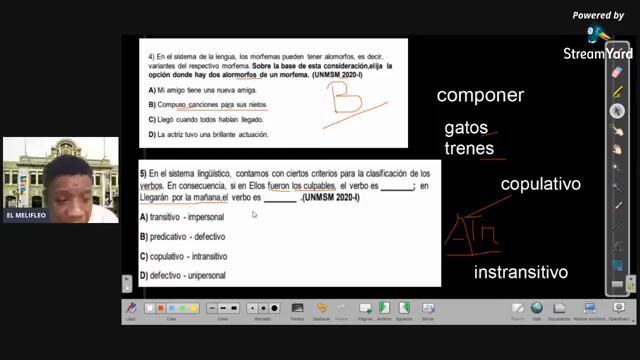 Powered by
StreamYard
4) En el sistema de la lengua, los morfemas pueden tener alomorfos, es decir,
variantes del respectivo morfema. Sobre la base de esta consideración,elija la
opción donde hay dos alormorfos de un morfema. (UNMSM 2020-I)
A) Mi amigo tiene una nueva amiga.
B) Compuso canciones para sus nietos.
C) Llegó cuando todos habían llegado.
D) La actriz tuvo una brillante actuación.
B
componer
gatos
trenes
5) En el sistema lingüístico, contamos con ciertos criterios para la clasificación de los
verbos. En consecuencia, si en Ellos fueron los culpables, el verbo es ________; en
Llegarán por la mañana,el verbo es ________ .(UNMSM 2020-I)
A) transitivo - impersonal
B) predicativo - defectivo
C) copulativo - intransitivo
D) defectivo - unipersonal
copulativo
instransitivo
EL MELIFLEO